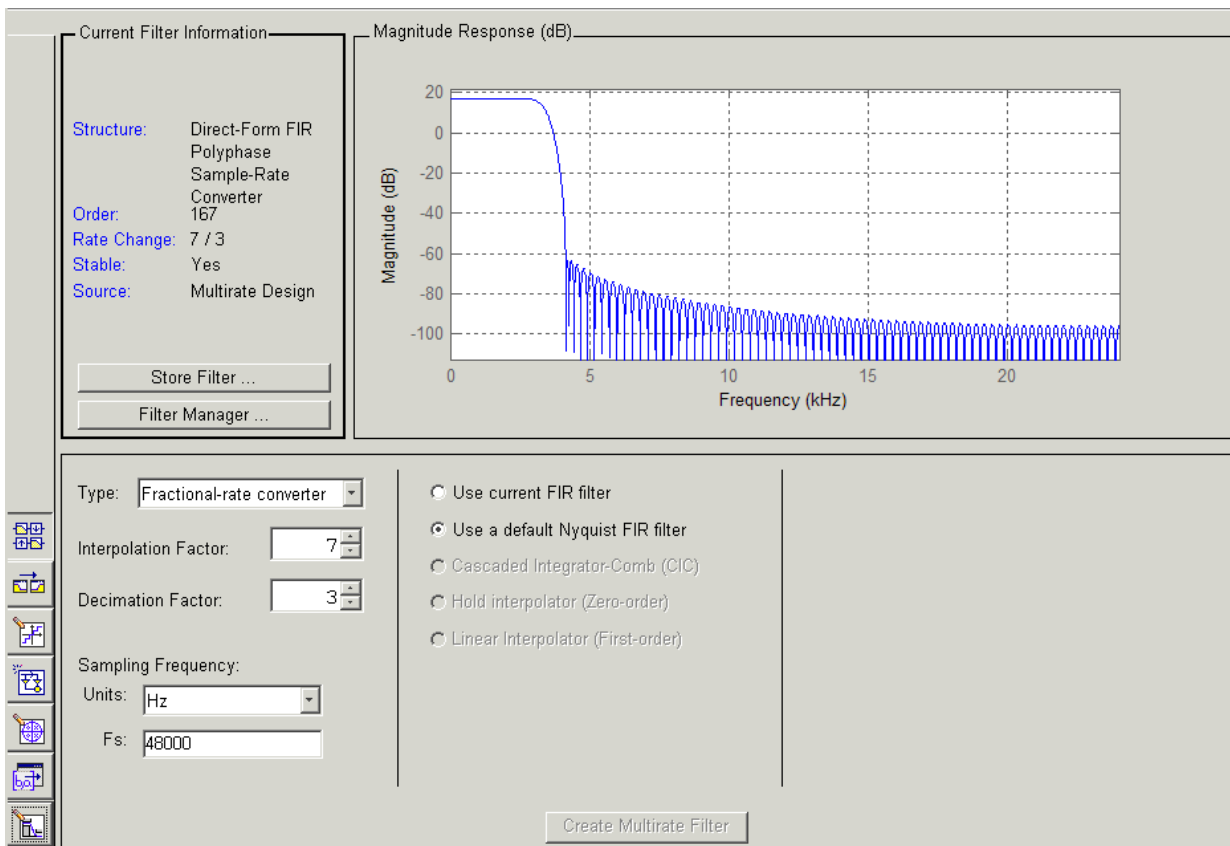 Current Filter Information
Structure: Direct-Form FIR
Polyphase
Sample-Rate
Converter
Order: 167
Rate Change: 7 / 3
Stable: Yes
Source: Multirate Design
Store Filter ...
Filter Manager ...
Magnitude Response (dB)
20
0
-20
-40
-60
-80
-100
Magnitude (dB)
0 5 10 15 20
Frequency (kHz)
Type: Fractional-rate converter
Interpolation Factor: 7
Decimation Factor: 3
Sampling Frequency:
Units: Hz
Fs: 48000
Use current FIR filter
Use a default Nyquist FIR filter
Cascaded Integrator-Comb (CIC)
Hold interpolator (Zero-order)
Linear Interpolator (First-order)
Create Multirate Filter
[b,a]